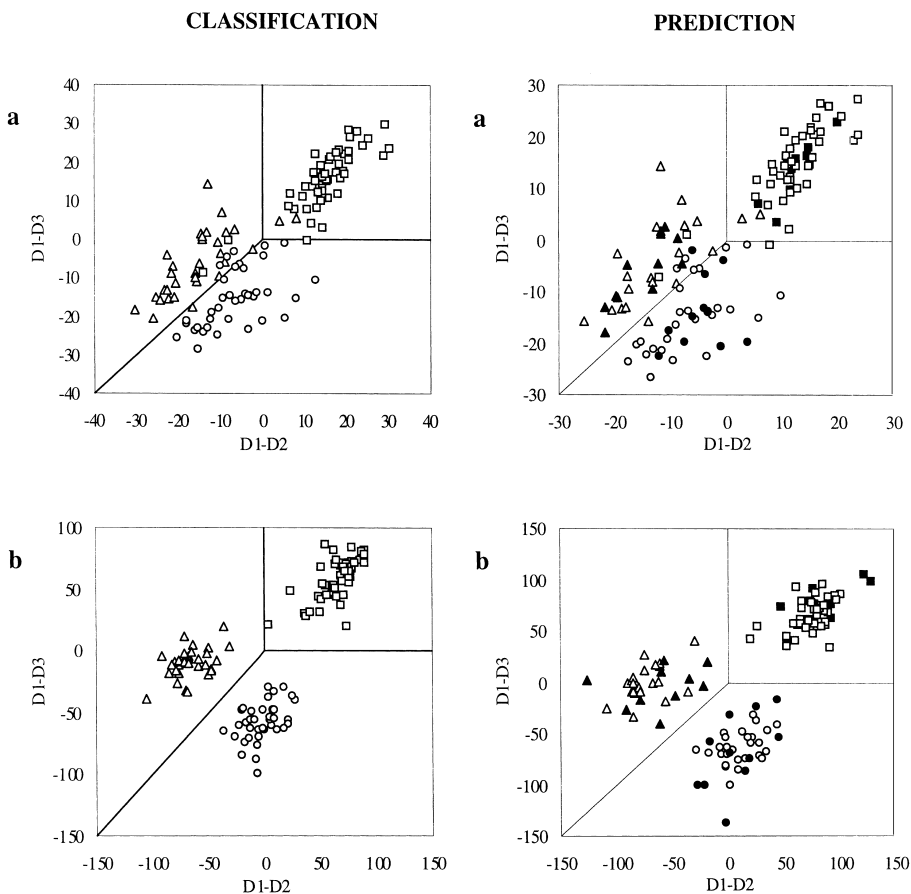 CLASSIFICATION
PREDICTION
a
40
30
20
10
0
-10
-20
-30
-40
D1-D3
-40 -30 -20 -10 0 10 20 30 40
D1-D2
a
30
20
10
0
-10
-20
-30
D1-D3
-30 -20 -10 0 10 20 30
D1-D2
b
100
50
0
-50
-100
-150
D1-D3
-150 -100 -50 0 50 100 150
D1-D2
b
150
100
50
0
-50
-100
-150
D1-D3
-150 -100 -50 0 50 100 150
D1-D2